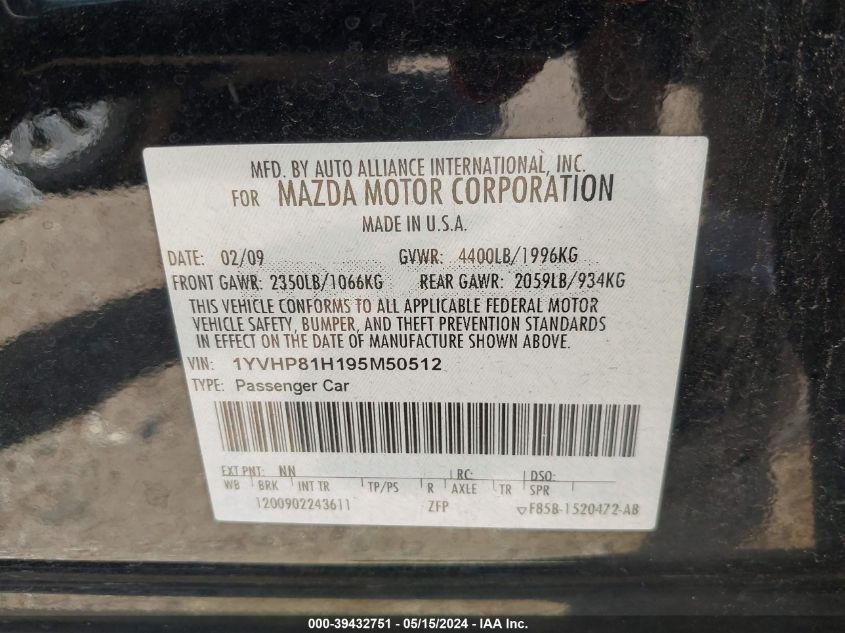 MFD. BY AUTO ALLIANCE INTERNATIONAL, INC.
FOR MAZDA MOTOR CORPORATION
MADE IN U.S.A.
DATE: 02/09 GVWR: 4400LB/1996KG
FRONT GAWR: 2350LB/1066KG REAR GAWR: 2059LB/934KG
THIS VEHICLE CONFORMS TO ALL APPLICABLE FEDERAL MOTOR
VEHICLE SAFETY, BUMPER, AND THEFT PREVENTION STANDARDS
IN EFFECT ON THE DATE OF MANUFACTURE SHOWN ABOVE.
VIN: 1YVHP81H195M50512
TYPE: Passenger Car
EXT PNT: NN RC: DSO:
WB BRK INT TR TP/PS R AXLE TR SPR
1200902243611 ZFP F85B-1520472-AB
000-39432751 - 05/15/2024 - IAA Inc.